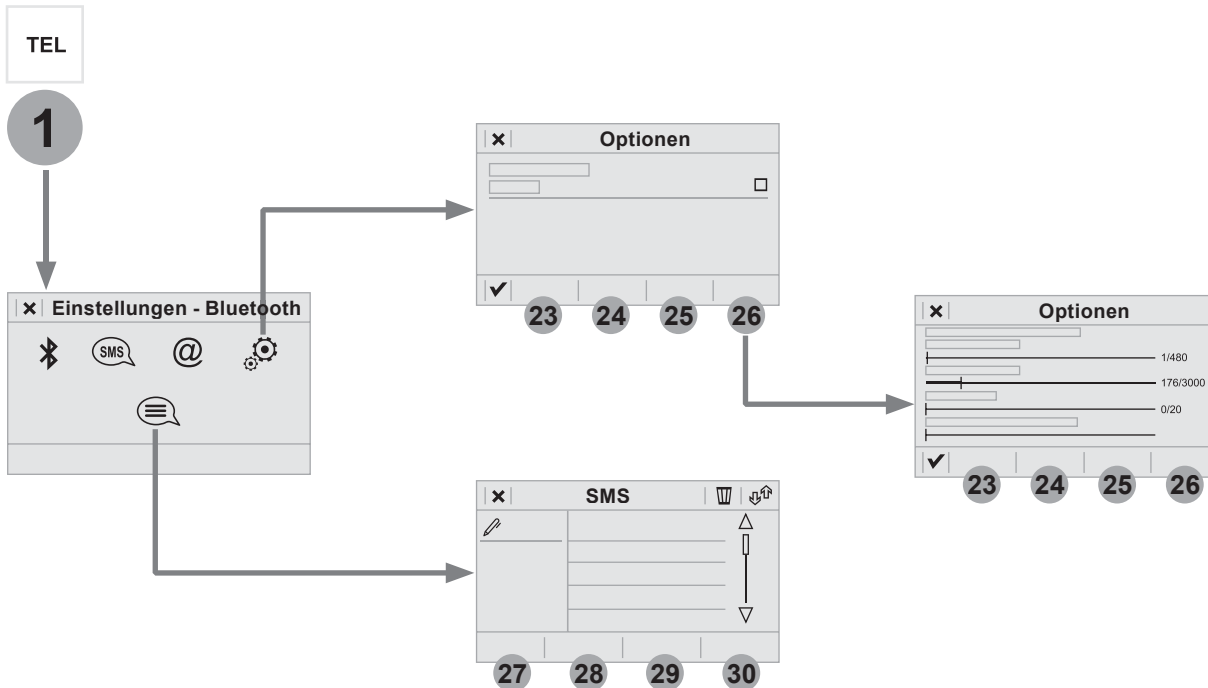 TEL
1
Einstellungen - Bluetooth
SMS
@
Optionen
23 24 25 26
Optionen
1/480
176/3000
0/20
23 24 25 26
SMS
27 28 29 30